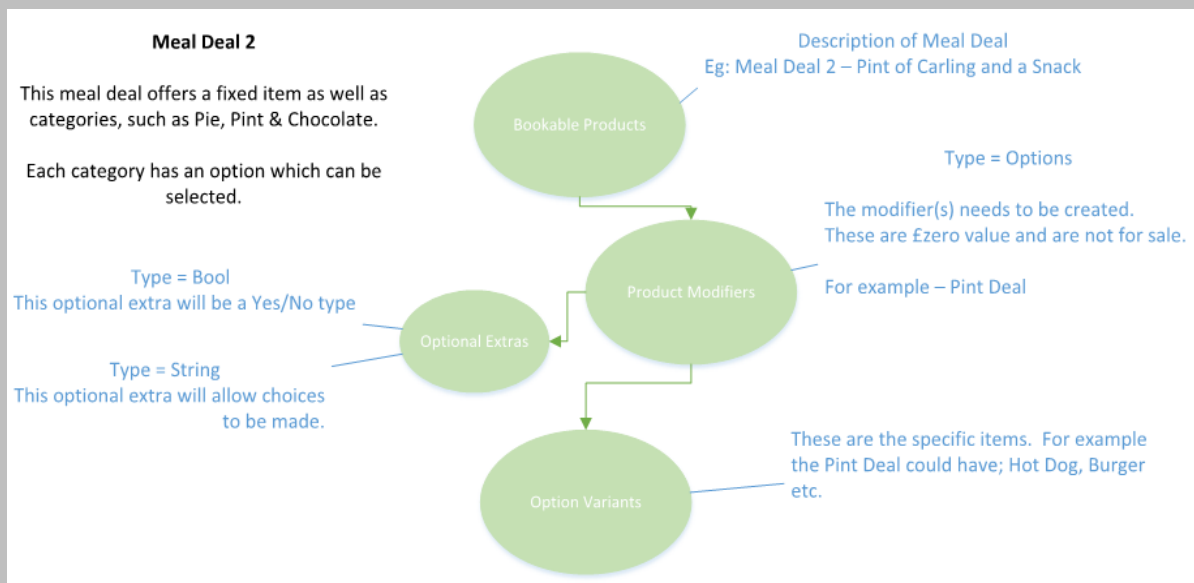 Meal Deal 2
This meal deal offers a fixed item as well as
categories, such as Pie, Pint & Chocolate.
Each category has an option which can be
selected.
Description of Meal Deal
Eg: Meal Deal 2 – Pint of Carling and a Snack
Bookable Products
Type = Options
The modifier(s) needs to be created.
These are £zero value and are not for sale.
For example – Pint Deal
Product Modifiers
Type = Bool
This optional extra will be a Yes/No type
Optional Extras
Type = String
This optional extra will allow choices
to be made.
These are the specific items.  For example
the Pint Deal could have; Hot Dog, Burger
etc.
Option Variants